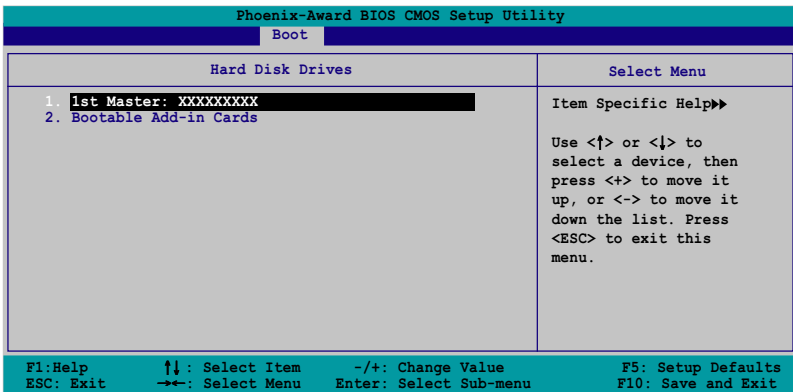 Phoenix-Award BIOS CMOS Setup Utility
Boot
Hard Disk Drives
Select Menu
1. 1st Master: XXXXXXXXX
2. Bootable Add-in Cards
Item Specific Help▶▶
Use <↑> or <↓> to
select a device, then
press <+> to move it
up, or <-> to move it
down the list. Press
<ESC> to exit this
menu.
F1:Help ↑↓ : Select Item -/+: Change Value F5: Setup Defaults
ESC: Exit →←: Select Menu Enter: Select Sub-menu F10: Save and Exit